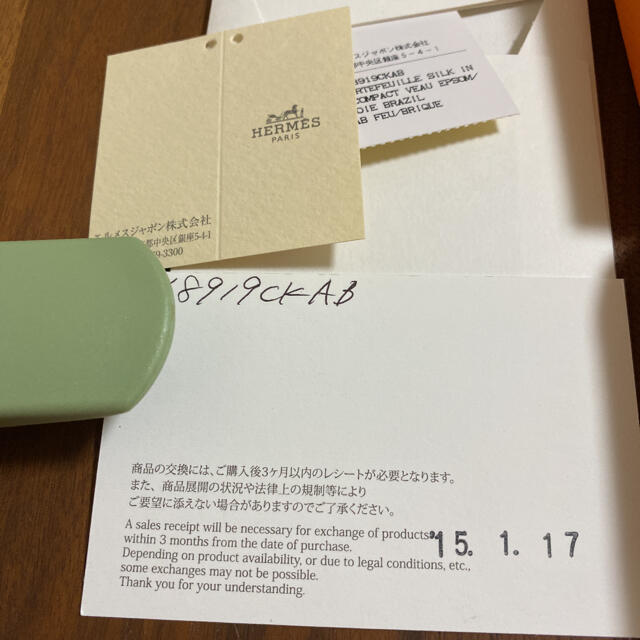 HERMÈS
PARIS
エルメスジャポン株式会社
中央区銀座5-4-1
3300
スジャポン株式会社
中央区銀座5-4-1
8919CKAB
RTEFEUILLE SILK IN
COMPACT VEAU EPSOM/
OIE BRAZIL
AB FEU/BRIQUE
8919CKAB
商品の交換には、ご購入後3ヶ月以内のレシートが必要となります。
また、商品展開の状況や法律上の規制等により
ご要望に添えない場合がありますのでご了承ください。
A sales receipt will be necessary for exchange of products
within 3 months from the date of purchase.
Depending on product availability, or due to legal conditions, etc.,
some exchanges may not be possible.
Thank you for your understanding.
'15. 1. 17